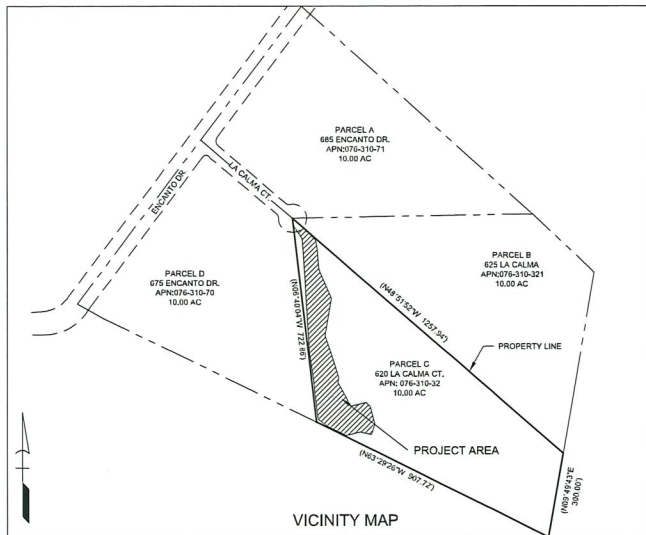 PARCEL A
685 ENCANTO DR.
APN:076-310-71
10.00 AC
LA CALMA CT.
ENCANTO DR
PARCEL B
625 LA CALMA
APN:076-310-321
10.00 AC
PARCEL D
675 ENCANTO DR.
APN:076-310-70
10.00 AC
(N06°40'04"W 722.86')
(N48°51'52"W 1257.94')
PROPERTY LINE
PARCEL C
620 LA CALMA CT.
APN: 076-310-32
10.00 AC
PROJECT AREA
(N63°29'26"W 907.72')
(N09°49'43"E
300.00')
VICINITY MAP